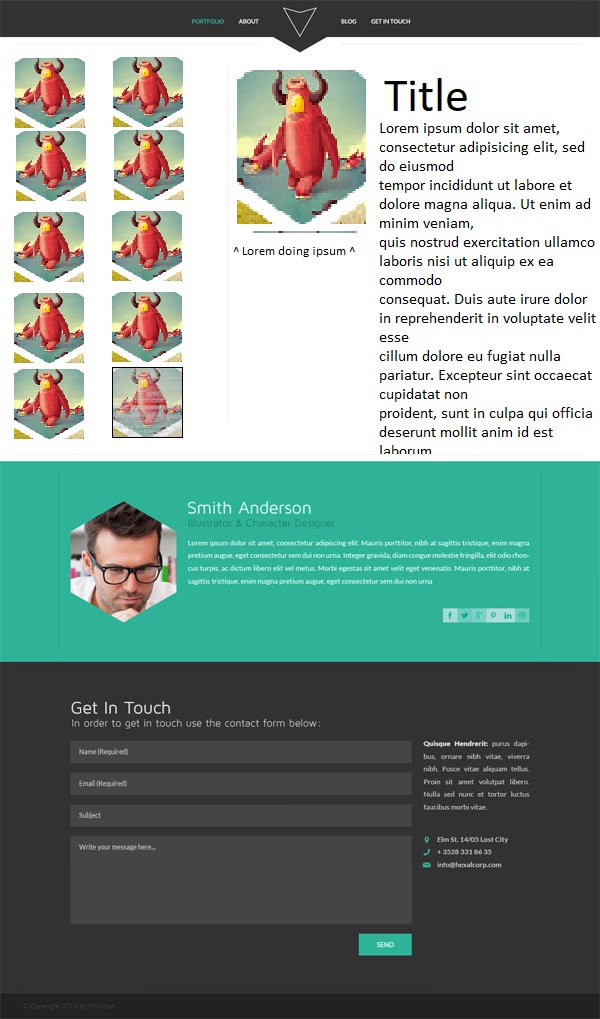 PORTFOLIO ABOUT BLOG GET IN TOUCH
Title
Lorem ipsum dolor sit amet,
consectetur adipisicing elit, sed
do eiusmod
tempor incididunt ut labore et
dolore magna aliqua. Ut enim ad
minim veniam,
quis nostrud exercitation ullamco
laboris nisi ut aliquip ex ea
commodo
consequat. Duis aute irure dolor
in reprehenderit in voluptate velit
esse
cillum dolore eu fugiat nulla
pariatur. Excepteur sint occaecat
cupidatat non
proident, sunt in culpa qui officia
deserunt mollit anim id est
laborum
^ Lorem doing ipsum ^
Smith Anderson
Illustrator & Character Designer
Lorem ipsum dolor sit amet, consectetur adipiscing elit. Mauris porttitor, nibh at sagittis tristique, enim magna
pretium augue, eget consectetur sem dui non urna. Integer gravida, diam congue molestie fringilla, elit odio rhon-
cus turpis, ac dictum libero elit vel metus. Morbi egestas sit amet velit eget venenatis. Mauris porttitor, nibh at
sagittis tristique, enim magna pretium augue, eget consectetur sem dui non urna
Get In Touch
In order to get in touch use the contact form below:
Name (Required)
Email (Required)
Subject
Write your message here...
SEND
Quisque Hendrerit: purus dapi-
bus, ornare nibh vitae, viverra
nibh. Fusce vitae aliquam tellus.
Proin sit amet volutpat libero.
Nulla sed nunc et tortor luctus
faucibus morbi vitae.
Elm St. 14/05 Lost City
+ 3528 331 86 35
info@hexalcorp.com
© Copyright 2013 by PSDchat